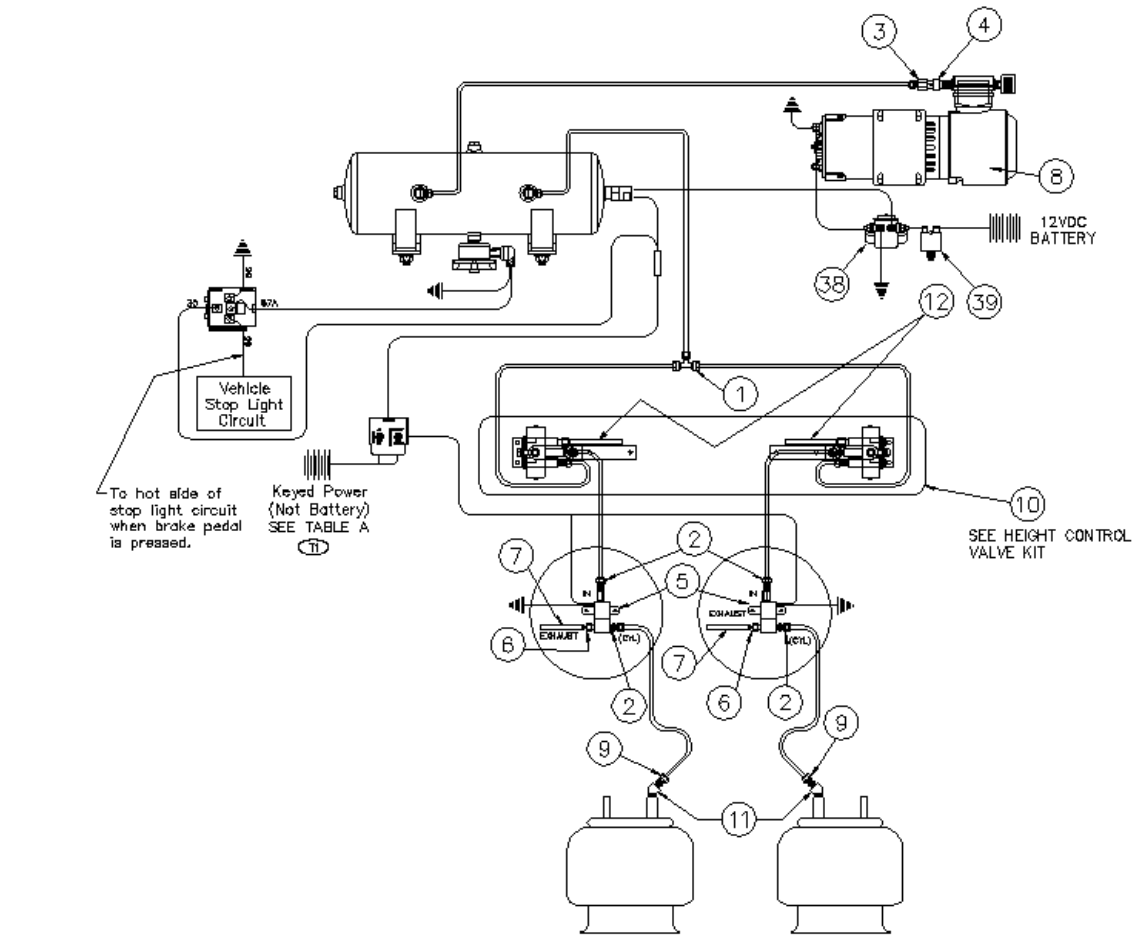 3
4
8
12VDC
BATTERY
38
39
86
30
87A
85
12
1
Vehicle
Stop Light
Circuit
To hot side of
stop light circuit
when brake pedal
is pressed.
Keyed Power
(Not Battery)
SEE TABLE A
T1
10
SEE HEIGHT CONTROL
VALVE KIT
2
7
5
IN
IN
EXHAUST
EXHAUST
(CYL)
(CYL)
6
7
6
2
2
9
9
11